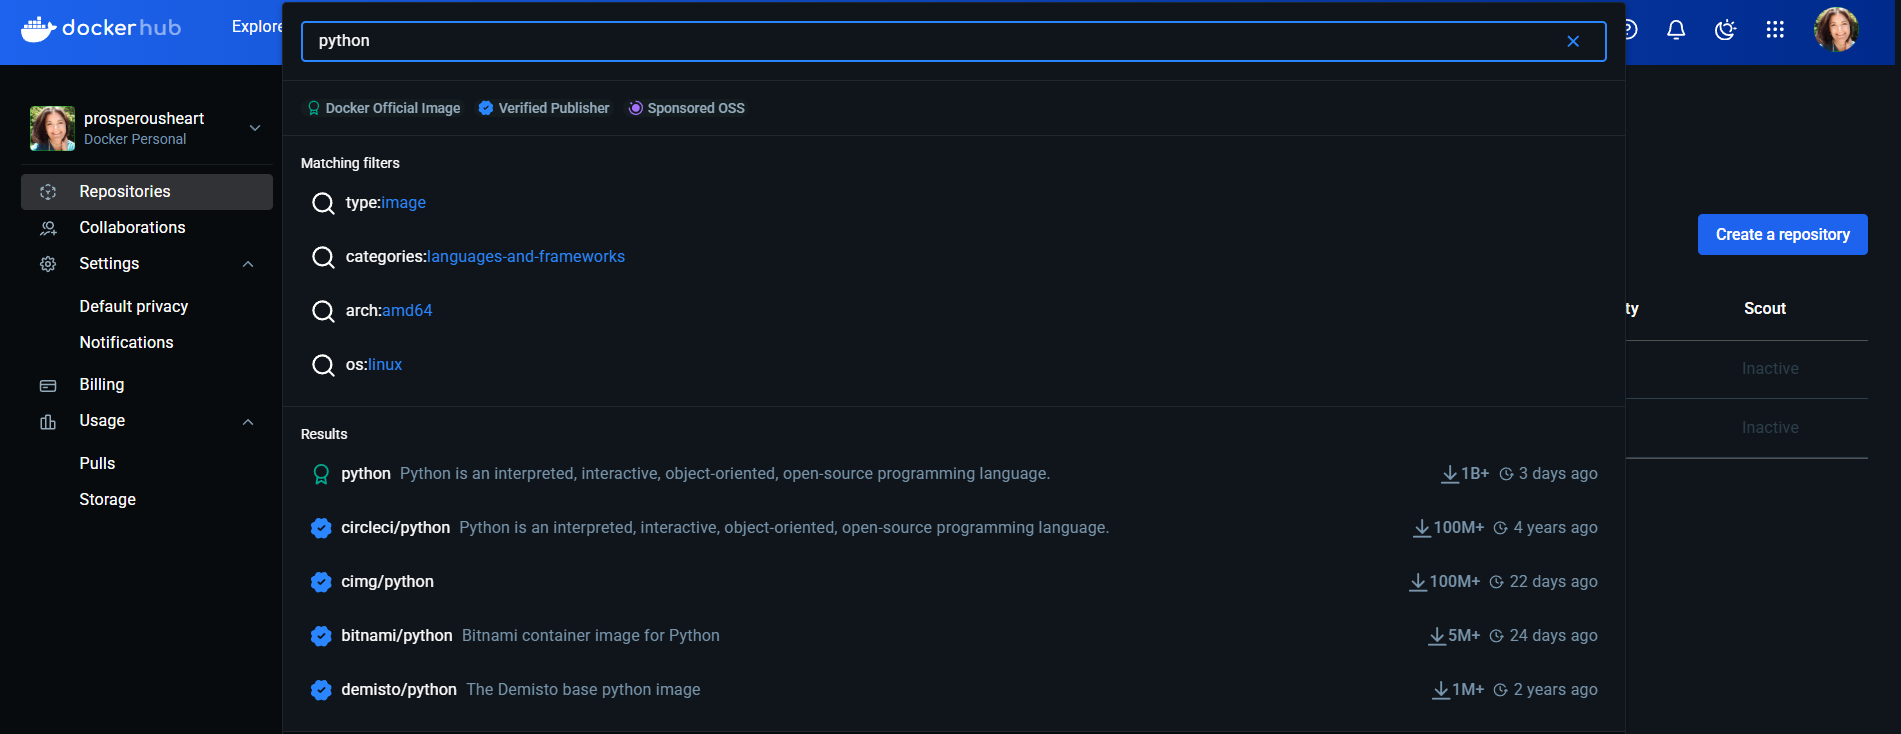 docker hub
Explore
python
Docker Official Image Verified Publisher Sponsored OSS
prosperousheart
Docker Personal
Repositories
Collaborations
Settings
Default privacy
Notifications
Billing
Usage
Pulls
Storage
Matching filters
type:image
categories:languages-and-frameworks
arch:amd64
os:linux
Results
python Python is an interpreted, interactive, object-oriented, open-source programming language. 1B+ 3 days ago
circleci/python Python is an interpreted, interactive, object-oriented, open-source programming language. 100M+ 4 years ago
cimg/python 100M+ 22 days ago
bitnami/python Bitnami container image for Python 5M+ 24 days ago
demisto/python The Demisto base python image 1M+ 2 years ago
Create a repository
ty Scout
Inactive
Inactive